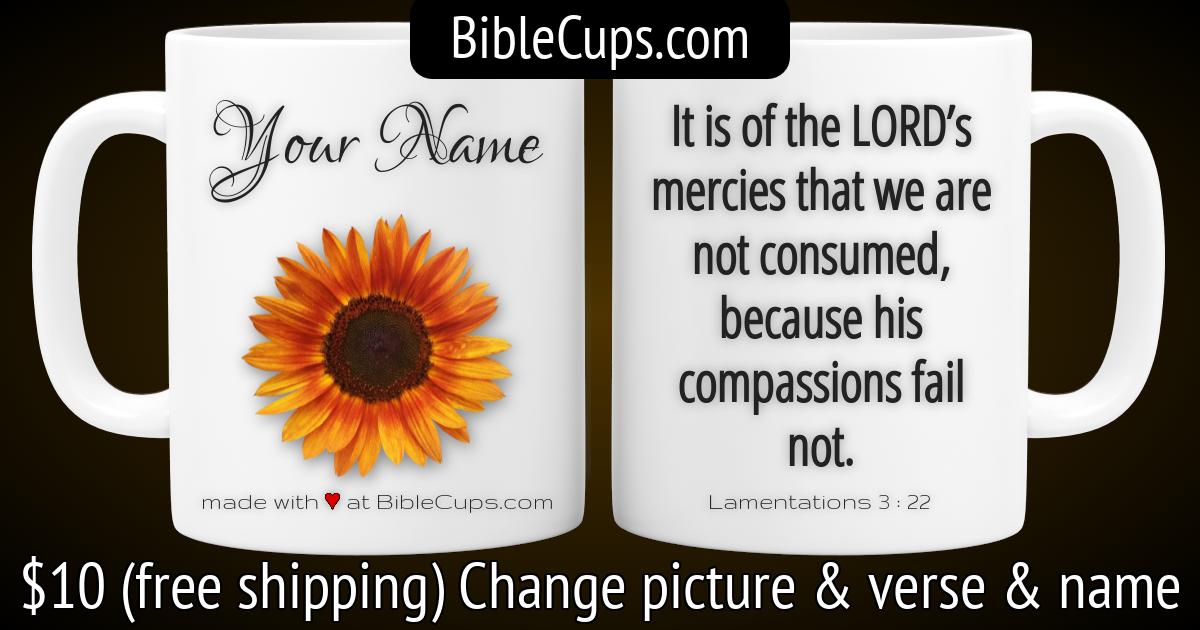 BibleCups.com
Your Name
made with ♥ at BibleCups.com
It is of the LORD’s
mercies that we are
not consumed,
because his
compassions fail
not.
Lamentations 3 : 22
$10 (free shipping) Change picture & verse & name